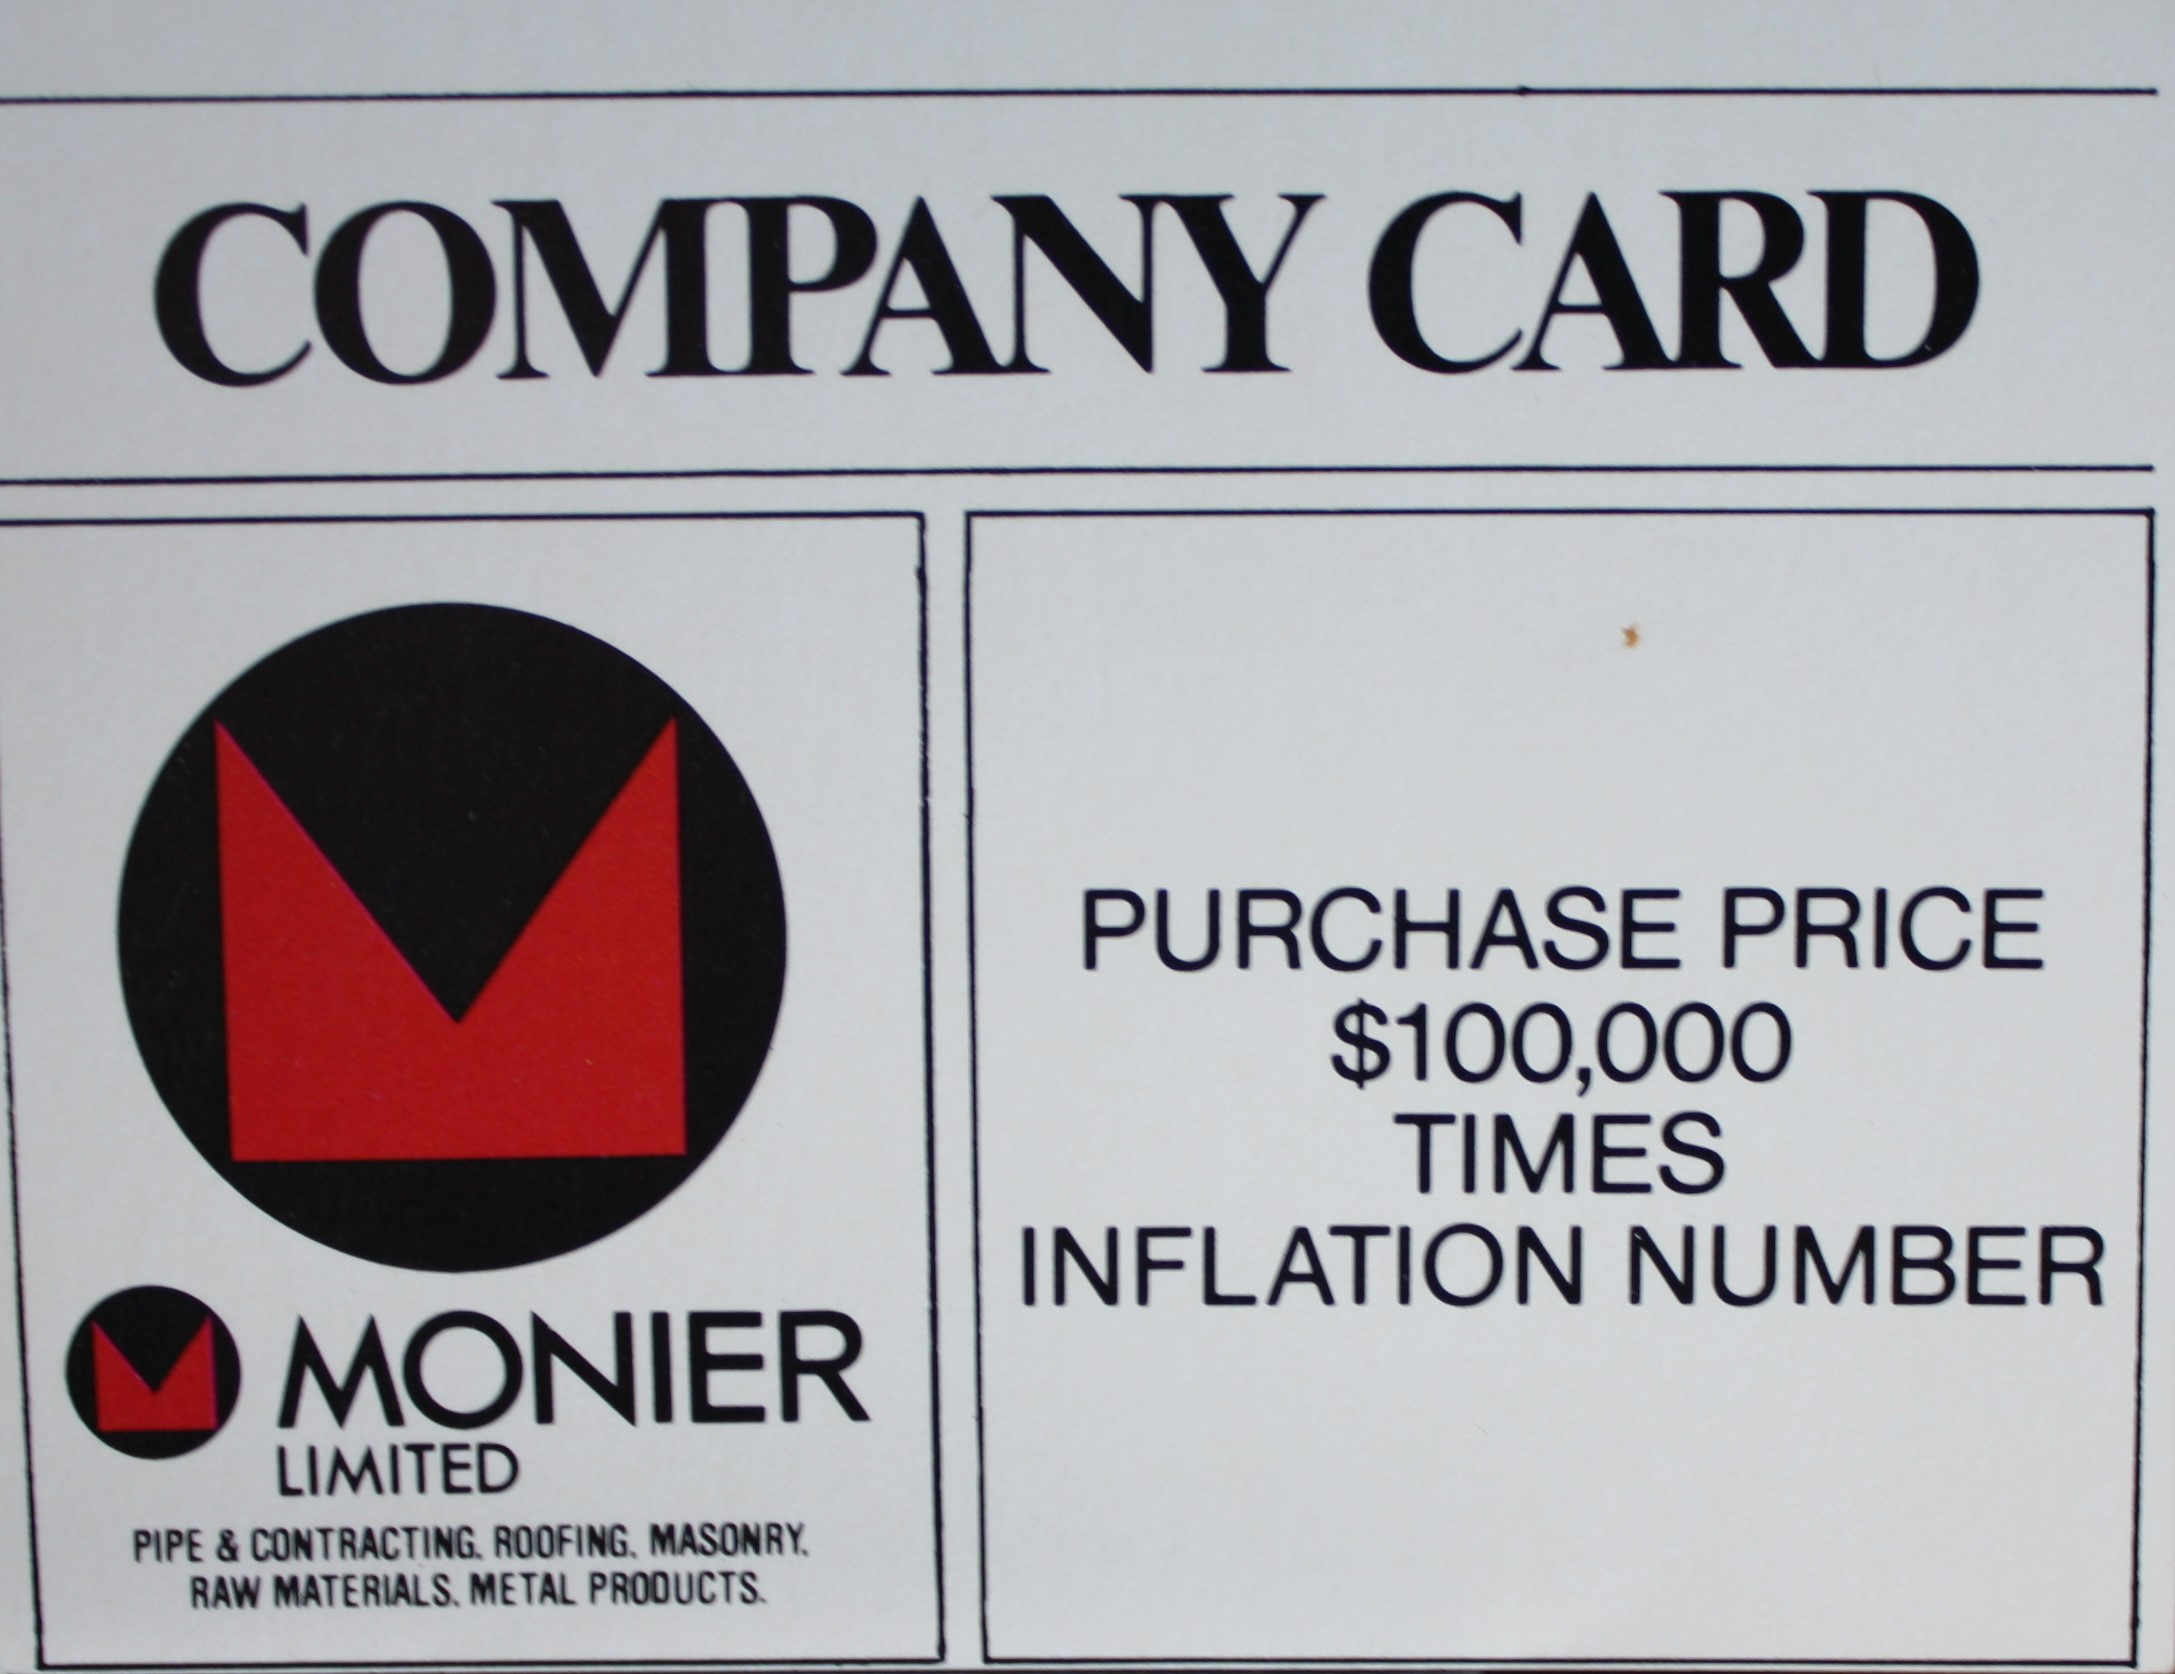 COMPANY CARD
MONIER
LIMITED
PIPE & CONTRACTING. ROOFING. MASONRY.
RAW MATERIALS. METAL PRODUCTS.
PURCHASE PRICE
$100,000
TIMES
INFLATION NUMBER